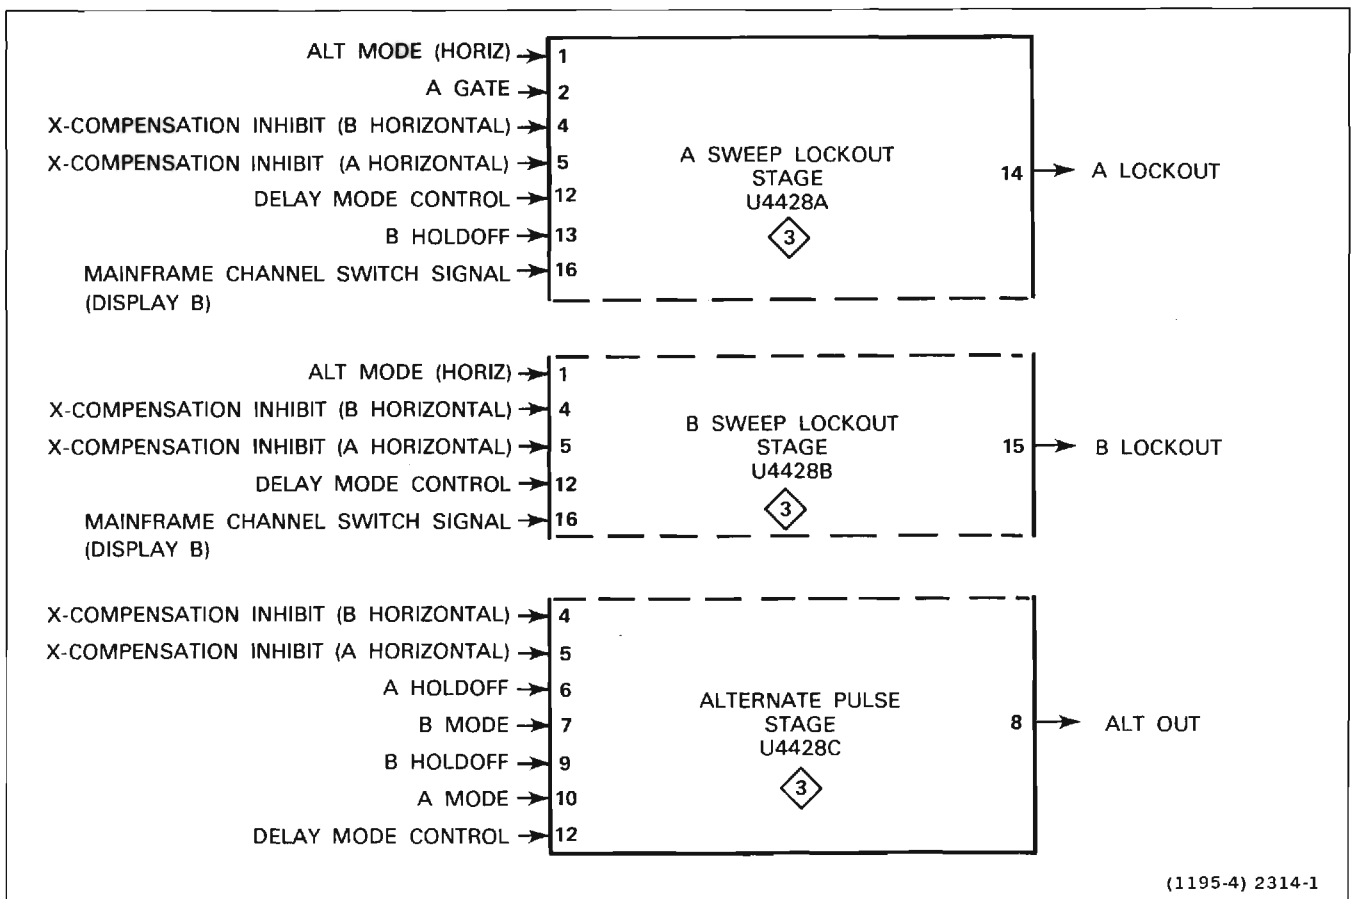 ALT MODE (HORIZ) 1
A GATE 2
X-COMPENSATION INHIBIT (B HORIZONTAL) 4
X-COMPENSATION INHIBIT (A HORIZONTAL) 5
DELAY MODE CONTROL 12
B HOLDOFF 13
MAINFRAME CHANNEL SWITCH SIGNAL 16
(DISPLAY B)
A SWEEP LOCKOUT
STAGE
U4428A
3
14 A LOCKOUT
ALT MODE (HORIZ) 1
X-COMPENSATION INHIBIT (B HORIZONTAL) 4
X-COMPENSATION INHIBIT (A HORIZONTAL) 5
DELAY MODE CONTROL 12
MAINFRAME CHANNEL SWITCH SIGNAL 16
(DISPLAY B)
B SWEEP LOCKOUT
STAGE
U4428B
3
15 B LOCKOUT
X-COMPENSATION INHIBIT (B HORIZONTAL) 4
X-COMPENSATION INHIBIT (A HORIZONTAL) 5
A HOLDOFF 6
B MODE 7
B HOLDOFF 9
A MODE 10
DELAY MODE CONTROL 12
ALTERNATE PULSE
STAGE
U4428C
3
8 ALT OUT
(1195-4) 2314-1